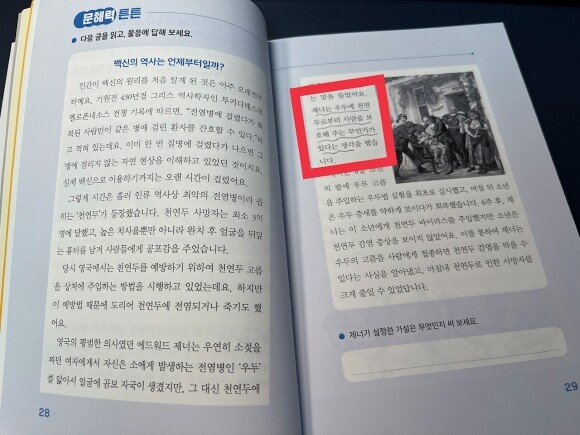 문해력 튼튼
다음 글을 읽고, 물음에 답해 보세요.
백신의 역사는 언제부터일까?
인간이 백신의 원리를 처음 알게 된 것은 아주 오래전부
터예요. 기원전 430년경 그리스 역사학자인 투키디데스의
펠로폰네소스 전쟁 기록에 따르면, "전염병에 걸렸다가 회
복된 사람만이 같은 병에 걸린 환자를 간호할 수 있다."라
고 적혀 있는데요. 이미 한 번 질병에 걸렸다가 나으면 그
병에 걸리지 않는 자연 현상을 이해하고 있었던 것이지요.
실제 백신으로 이용하기까지는 오랜 시간이 걸렸어요.
그렇게 시간은 흘러 인류 역사상 최악의 전염병이라 꼽
히는 '천연두'가 등장했습니다. 천연두 사망자는 최소 3억
명에 달했고, 높은 치사율뿐만 아니라 완치 후 얼굴을 뒤덮
는 흉터를 남겨 사람들에게 공포감을 주었습니다.
당시 영국에서는 천연두를 예방하기 위하여 천연두 고름
을 상처에 주입하는 방법을 시행하고 있었는데요. 하지만
이 예방법 때문에 도리어 천연두에 전염되거나 죽기도 했
어요.
영국의 평범한 의사였던 에드워드 제너는 우연히 소젖을
짜던 여자에게서 자신은 소에게 발생하는 전염병인 '우두'
를 앓아서 얼굴에 곰보 자국이 생겼지만, 그 대신 천연두에
28
는 말을 들었어요.
제너는 우두에 천연
두로부터 사람을 보
호해 주는 무언가가
있다는 생각을 했습
니다.
소년
의 팔에 우두 고름
을 주입하는 우두법 실험을 최초로 실시했고, 며칠 뒤 소년
은 우두 증세를 약하게 보이다가 회복했습니다. 6주 후, 제
너는 이 소년에게 천연두 바이러스를 주입했지만 소년은
천연두 감염 증상을 보이지 않았어요. 이를 통하여 제너는
우두의 고름을 사람에게 접종하면 천연두 감염을 막을 수
있다는 사실을 알아냈고, 마침내 천연두로 인한 사망자를
크게 줄일 수 있었답니다.
제너가 설정한 가설은 무엇인지 써 보세요.
29